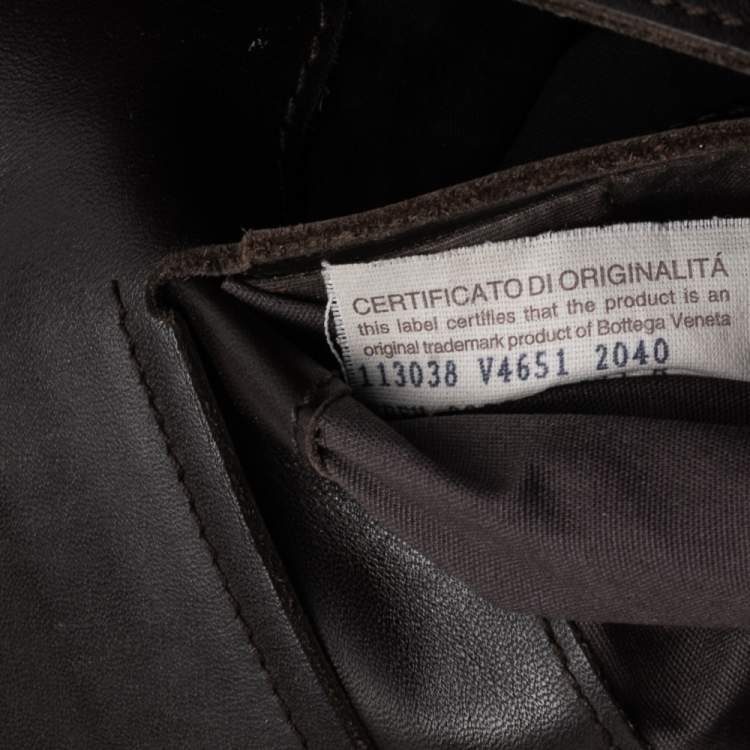 CERTIFICATO DI ORIGINALITÁ
this label certifies that the product is an
original trademark product of Bottega Veneta
113038 V4651 2040